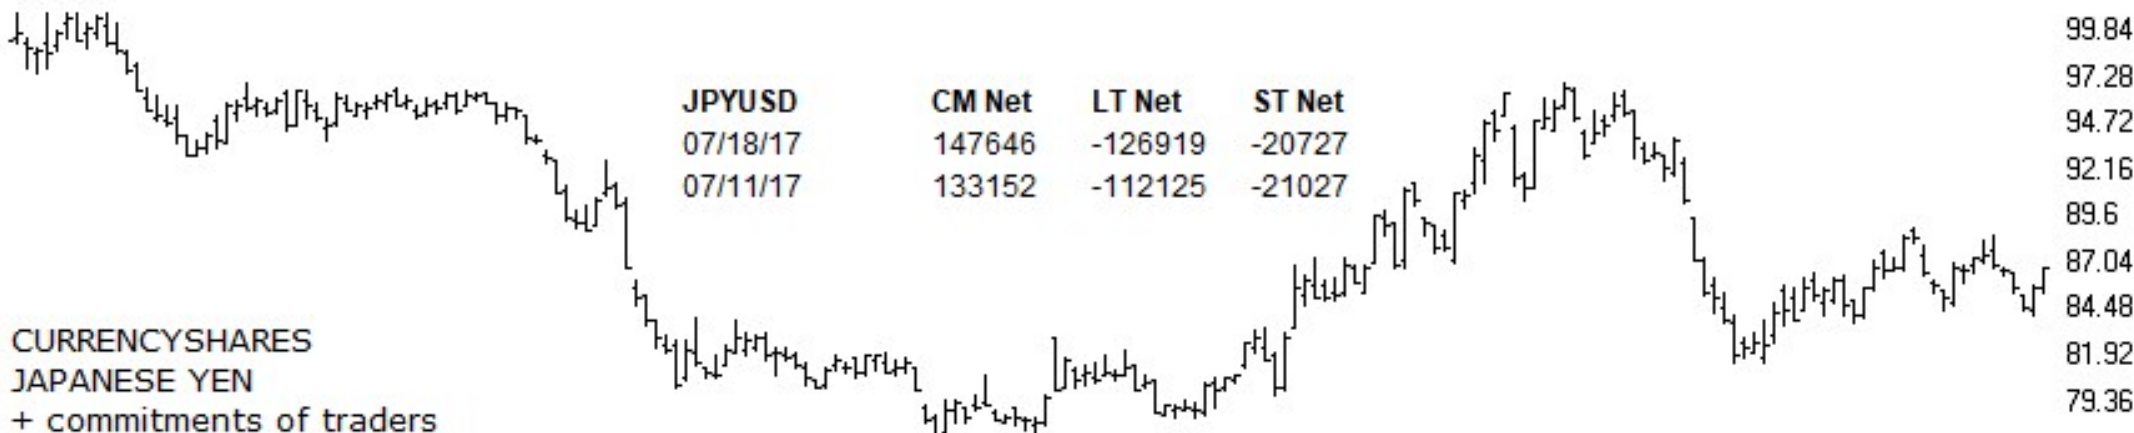 99.84
97.28
94.72
92.16
89.6
87.04
84.48
81.92
79.36
JPYUSD CM Net LT Net ST Net
07/18/17 147646 -126919 -20727
07/11/17 133152 -112125 -21027
CURRENCYSHARES
JAPANESE YEN
+ commitments of traders